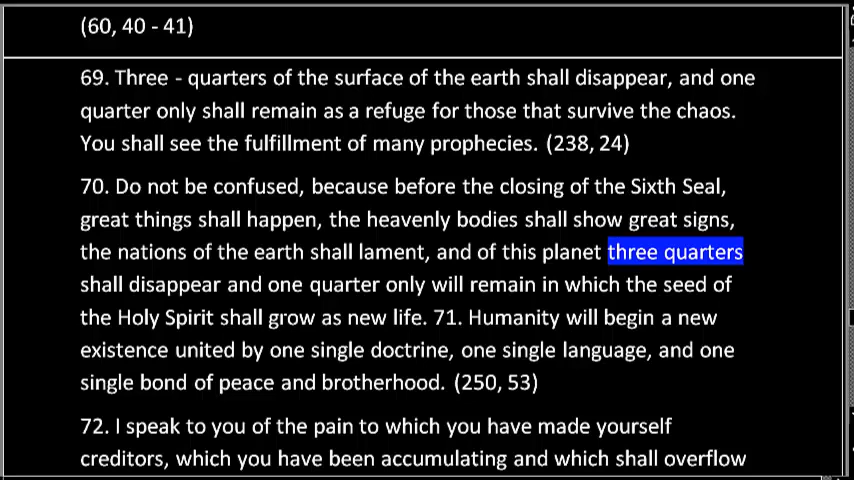 (60, 40 - 41)
69. Three - quarters of the surface of the earth shall disappear, and one
quarter only shall remain as a refuge for those that survive the chaos.
You shall see the fulfillment of many prophecies. (238, 24)
70. Do not be confused, because before the closing of the Sixth Seal,
great things shall happen, the heavenly bodies shall show great signs,
the nations of the earth shall lament, and of this planet three quarters
shall disappear and one quarter only will remain in which the seed of
the Holy Spirit shall grow as new life. 71. Humanity will begin a new
existence united by one single doctrine, one single language, and one
single bond of peace and brotherhood. (250, 53)
72. I speak to you of the pain to which you have made yourself
creditors, which you have been accumulating and which shall overflow